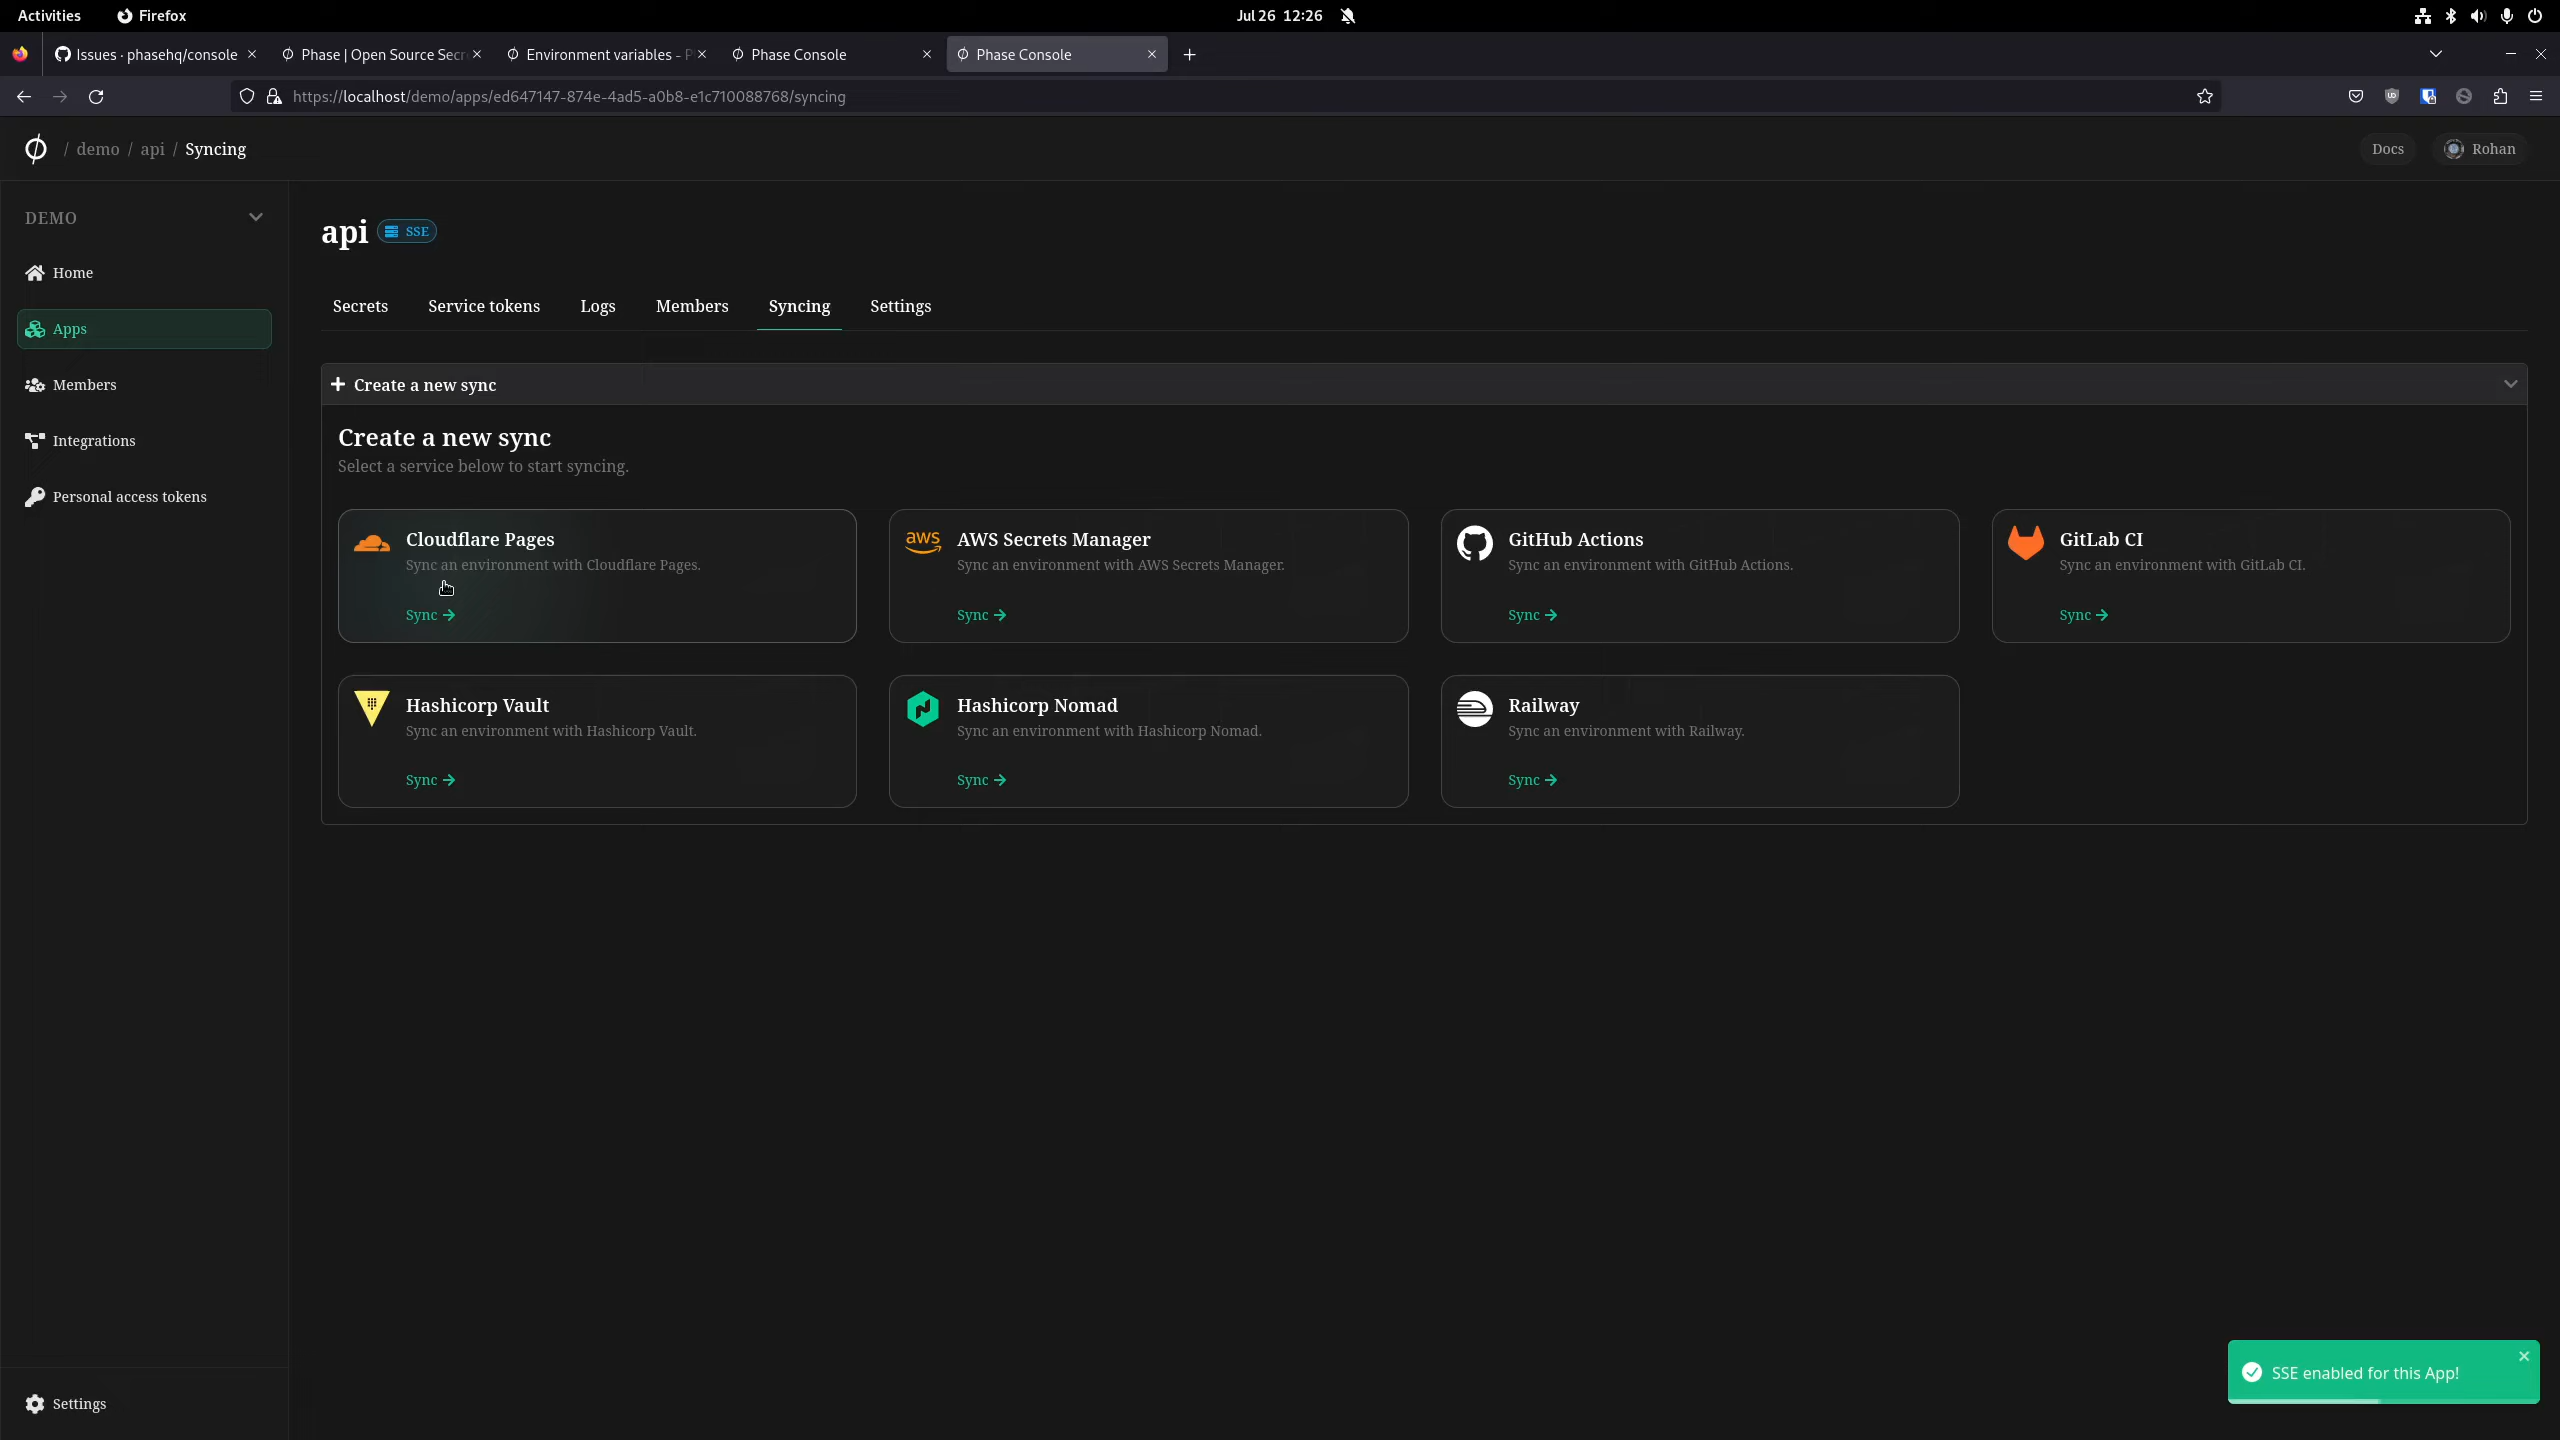 Activities Firefox Jul 26 12:26
Issues · phasehq/console Phase | Open Source Secr Environment variables - P Phase Console Phase Console
https://localhost/demo/apps/ed647147-874e-4ad5-a0b8-e1c710088768/syncing
/ demo / api / Syncing Docs Rohan
DEMO
Home
Apps
Members
Integrations
Personal access tokens
Settings
api SSE
Secrets Service tokens Logs Members Syncing Settings
Create a new sync
Create a new sync
Select a service below to start syncing.
Cloudflare Pages
Sync an environment with Cloudflare Pages.
Sync
aws
AWS Secrets Manager
Sync an environment with AWS Secrets Manager.
Sync
GitHub Actions
Sync an environment with GitHub Actions.
Sync
GitLab CI
Sync an environment with GitLab CI.
Sync
Hashicorp Vault
Sync an environment with Hashicorp Vault.
Sync
Hashicorp Nomad
Sync an environment with Hashicorp Nomad.
Sync
Railway
Sync an environment with Railway.
Sync
SSE enabled for this App!